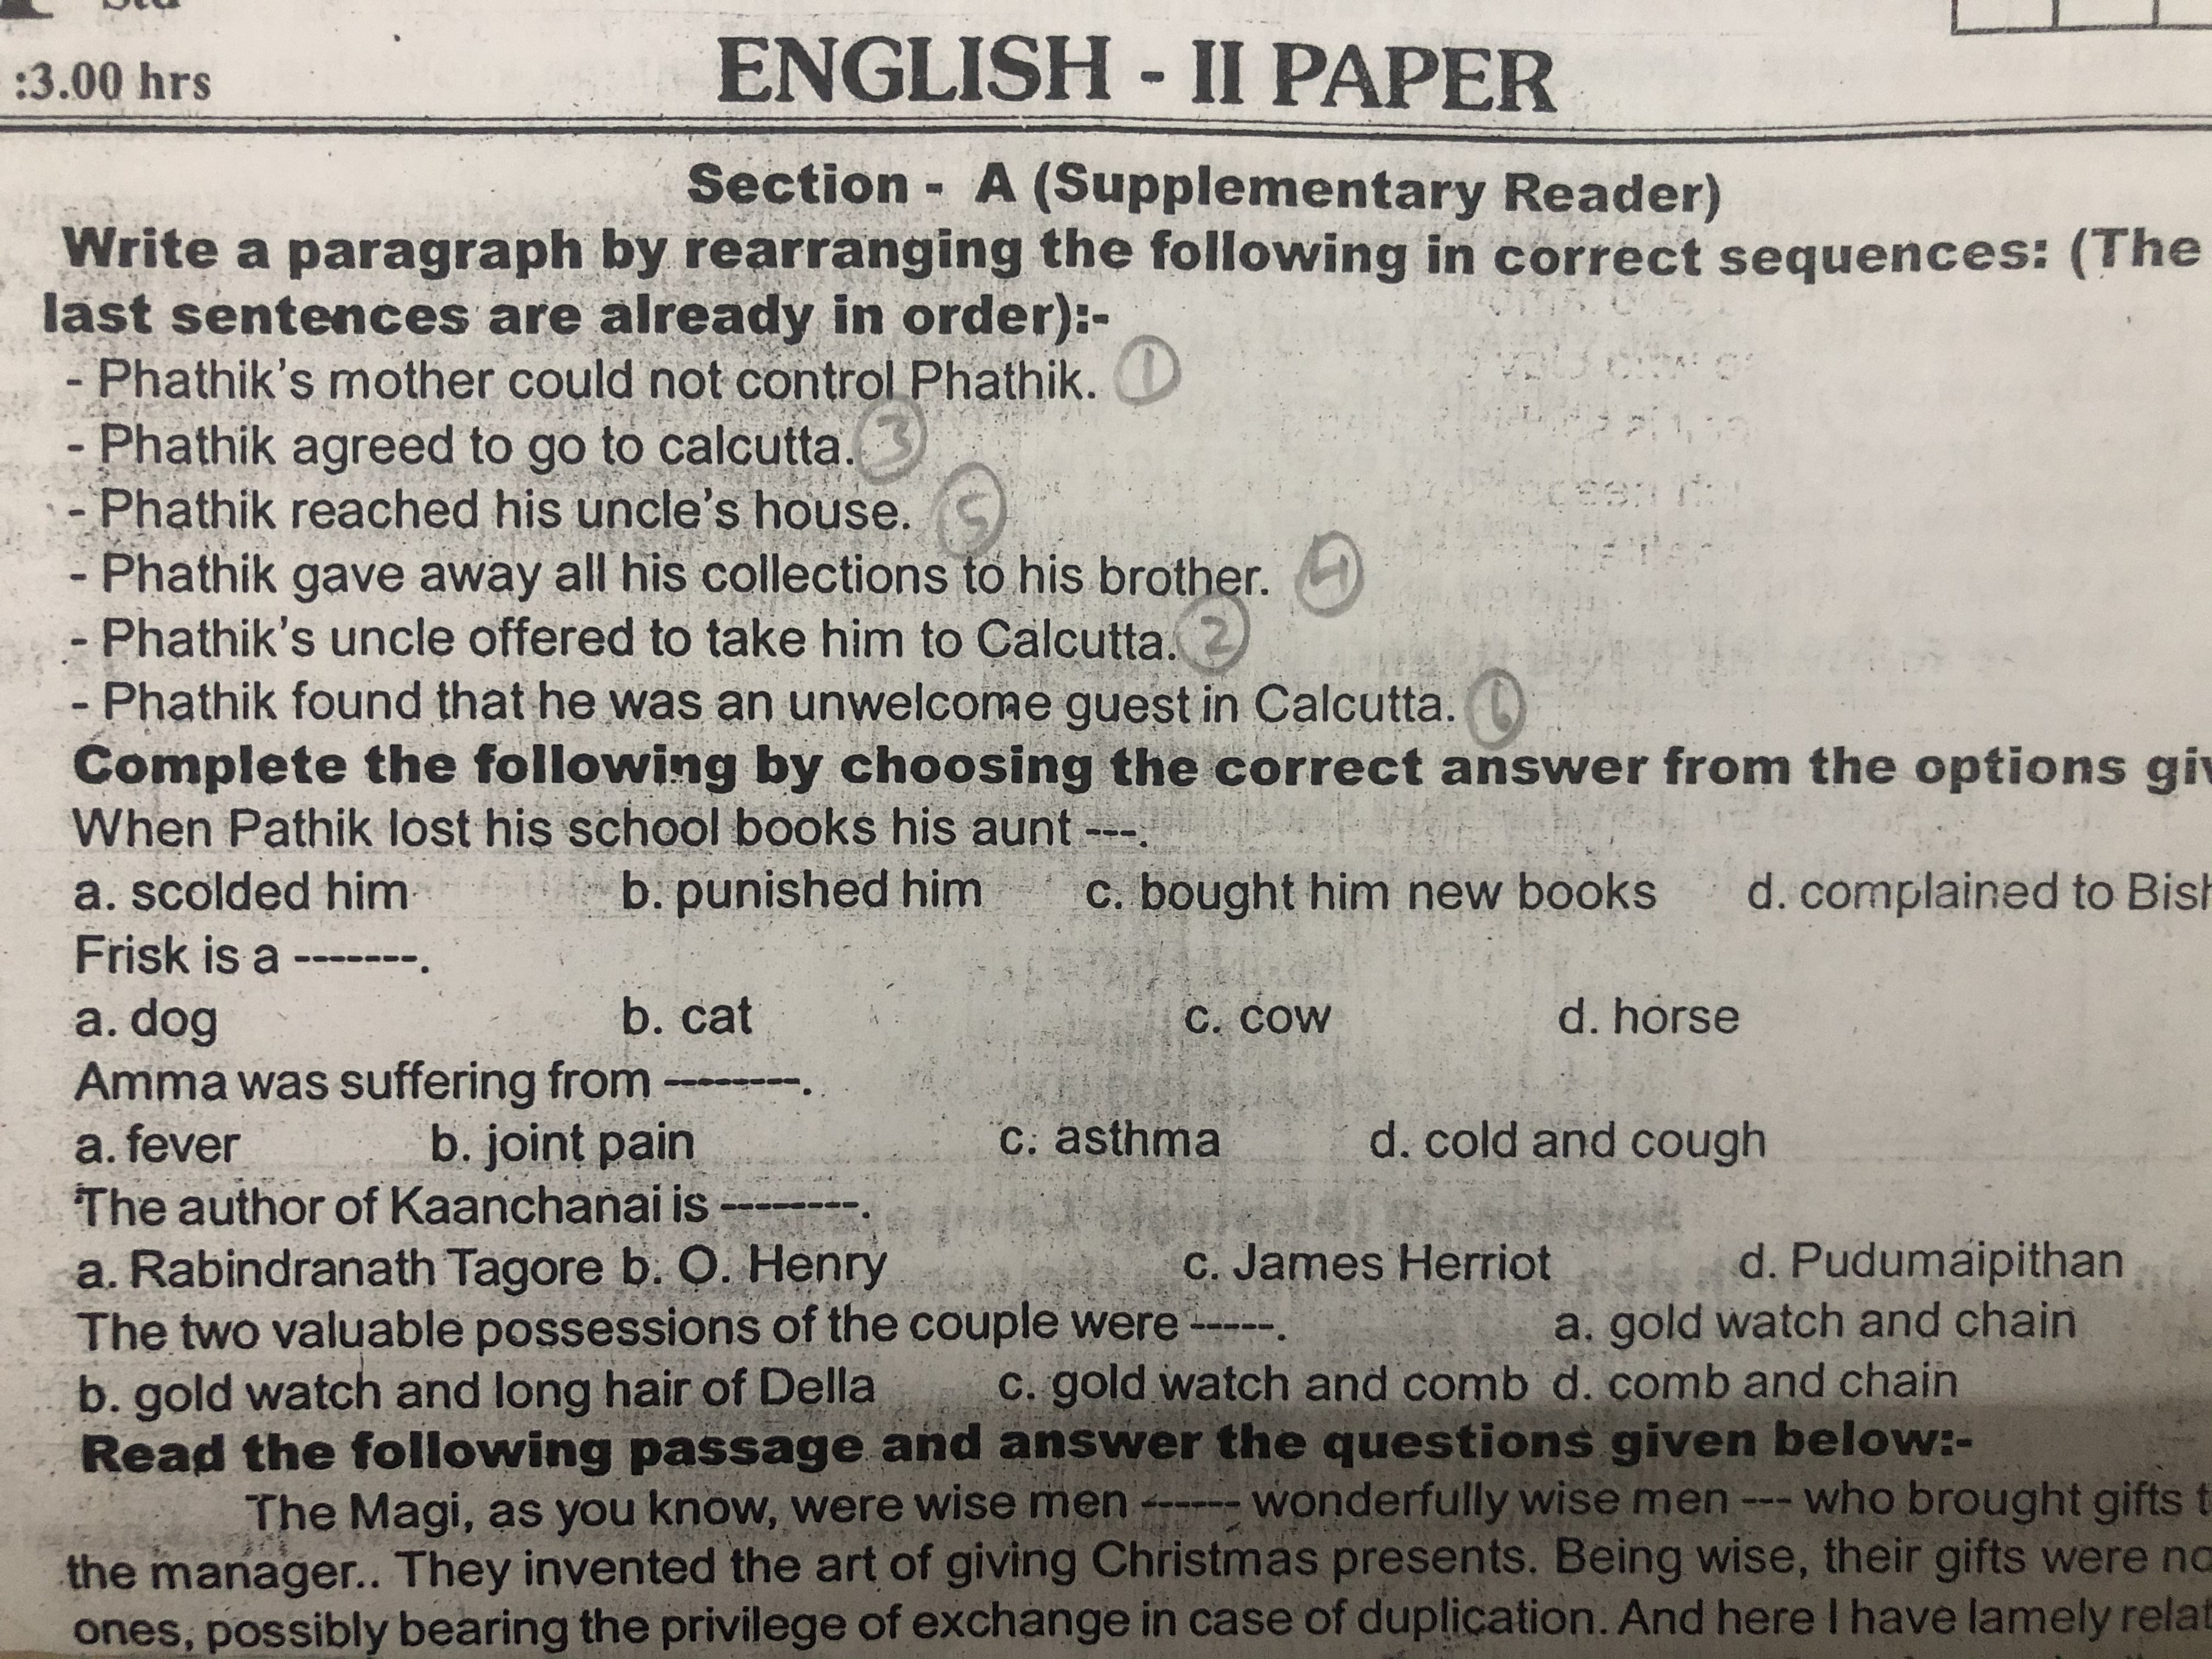 Std
:3.00 hrs
ENGLISH - II PAPER
Section - A (Supplementary Reader)
Write a paragraph by rearranging the following in correct sequences: (The
last sentences are already in order):-
- Phathik's mother could not control Phathik. 1
- Phathik agreed to go to calcutta. 3
- Phathik reached his uncle's house. 5
- Phathik gave away all his collections to his brother. 4
- Phathik's uncle offered to take him to Calcutta. 2
- Phathik found that he was an unwelcome guest in Calcutta. 6
Complete the following by choosing the correct answer from the options
When Pathik lost his school books his aunt ---.
a. scolded him b. punished him c. bought him new books d. complained to
Frisk is a -------.
a. dog b. cat c. cow d. horse
Amma was suffering from --------.
a. fever b. joint pain c. asthma d. cold and cough
The author of Kaanchanai is --------.
a. Rabindranath Tagore b. O. Henry c. James Herriot d. Pudumaipithan
The two valuable possessions of the couple were -----. a. gold watch and chain
b. gold watch and long hair of Della c. gold watch and comb d. comb and chain
Read the following passage and answer the questions given below:-
The Magi, as you know, were wise men ------ wonderfully wise men --- who brought gifts
the manager.. They invented the art of giving Christmas presents. Being wise, their gifts were
ones, possibly bearing the privilege of exchange in case of duplication. And here I have lamely